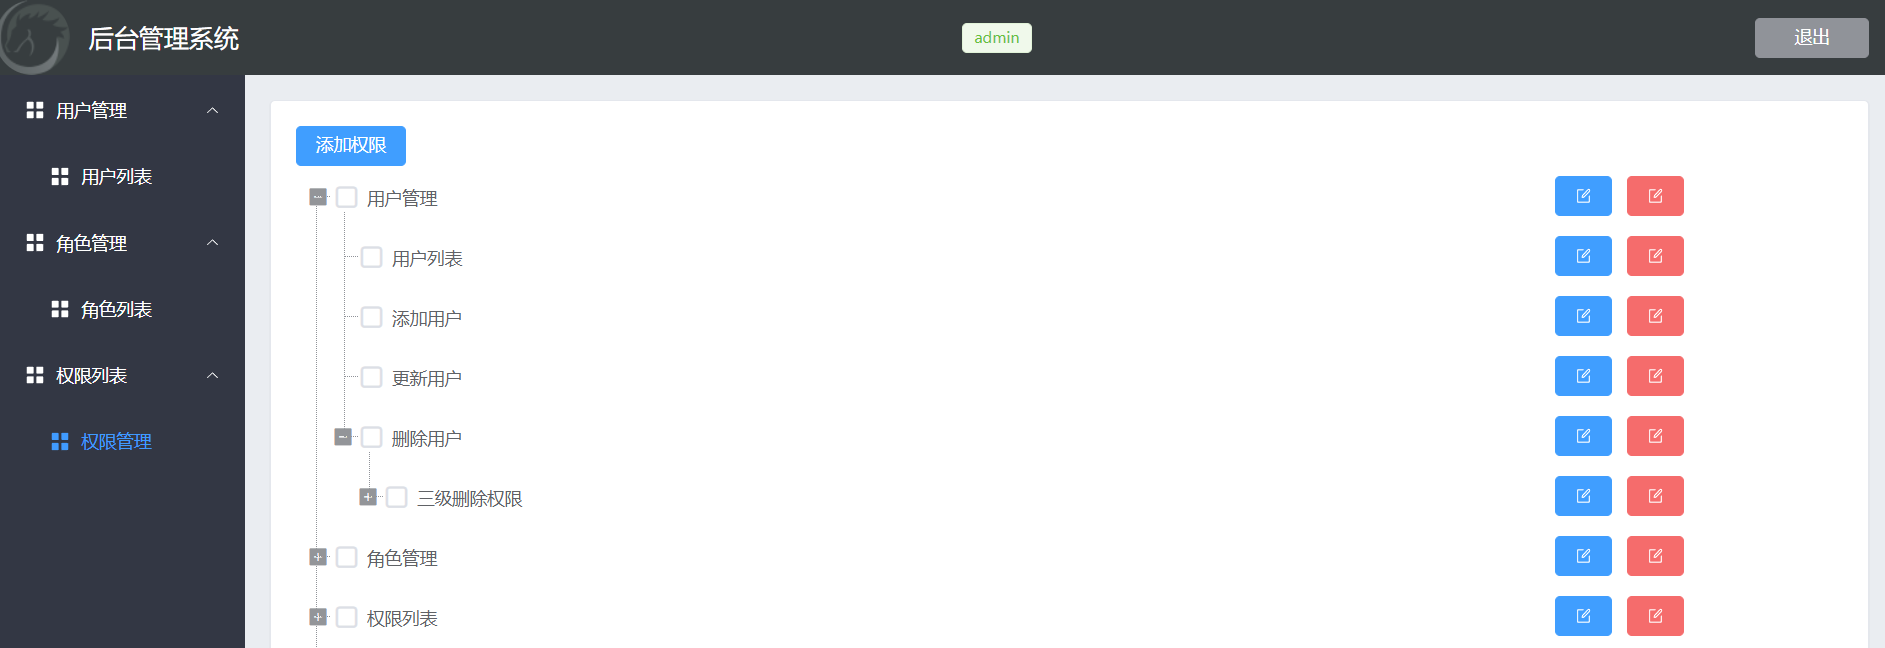 后台管理系统
admin
退出
用户管理
用户列表
角色管理
角色列表
权限列表
权限管理
添加权限
用户管理
用户列表
添加用户
更新用户
删除用户
三级删除权限
角色管理
权限列表